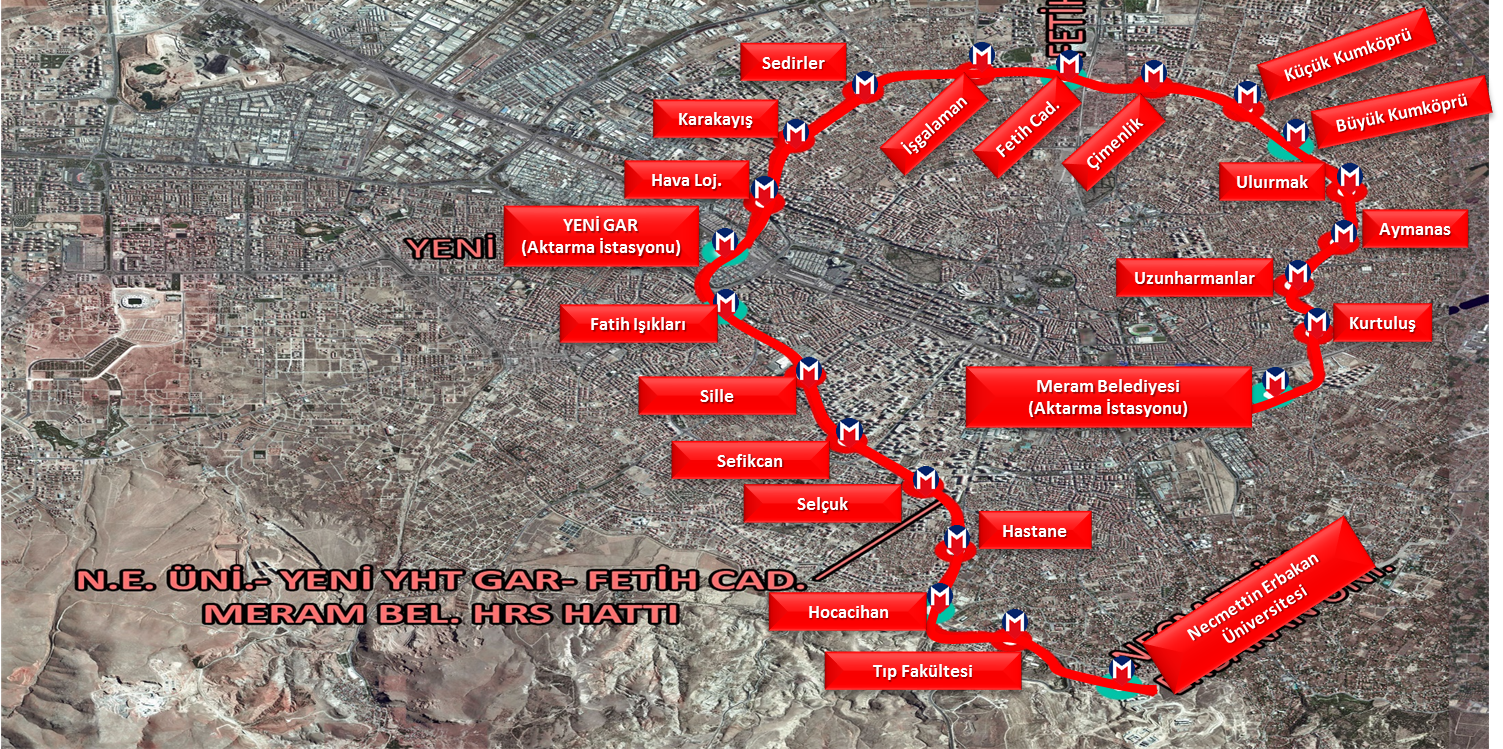 FETİH
Küçük Kumköprü
Sedirler
Büyük Kumköprü
Karakayış
İşgalaman
Fetih Cad.
Çimenlik
Hava Loj.
Uluırmak
YENİ
YENİ GAR
(Aktarma İstasyonu)
Aymanas
Uzunharmanlar
Fatih Işıkları
Kurtuluş
Sille
Meram Belediyesi
(Aktarma İstasyonu)
Sefikcan
Selçuk
Hastane
N.E. ÜNİ.- YENİ YHT GAR- FETİH CAD.
MERAM BEL. HRS HATTI
Hocacihan
Necmettin Erbakan
Üniversitesi
Tıp Fakültesi